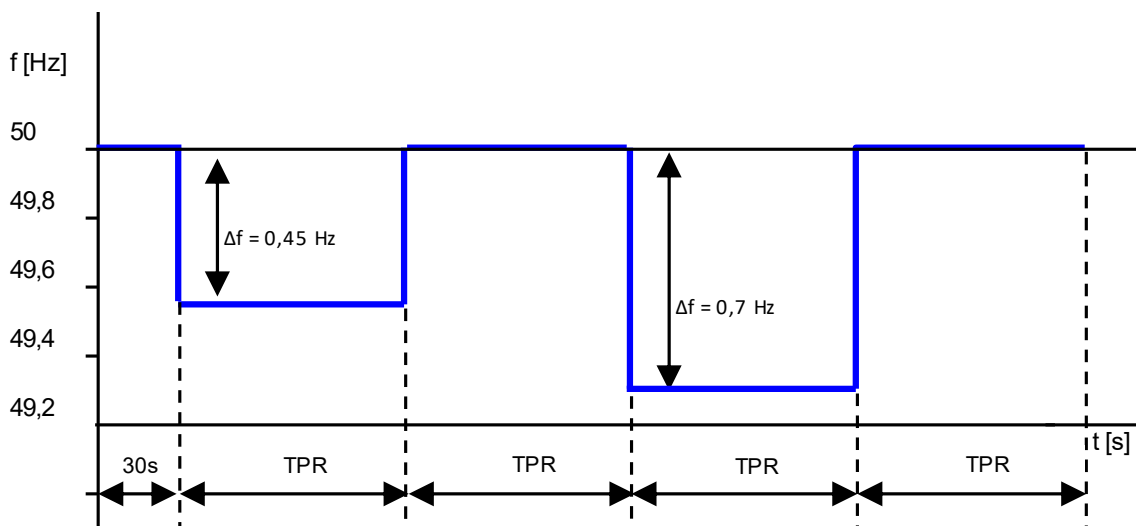 f [Hz]
50
49,8
Δf = 0,45 Hz
49,6
Δf = 0,7 Hz
49,4
49,2
t [s]
30s
TPR
TPR
TPR
TPR